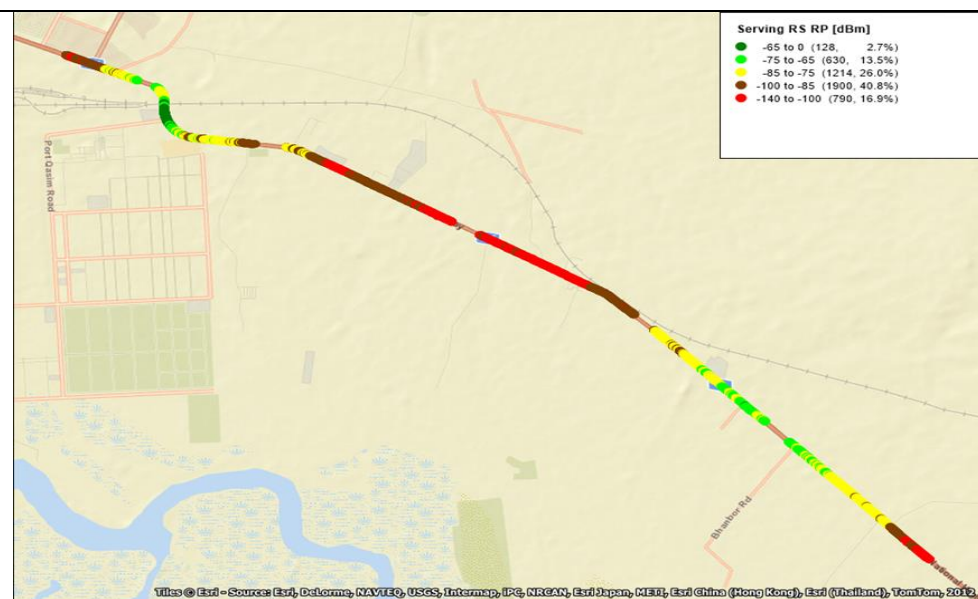 Serving RS RP [dBm]
-65 to 0 (128, 2.7%)
-75 to -65 (630, 13.5%)
-85 to -75 (1214, 26.0%)
-100 to -85 (1900, 40.8%)
-140 to -100 (790, 16.9%)
Port Qasim Road
Bhanbor Rd
National
Tiles © Esri - Source: Esri, DeLorme, NAVTEQ, USGS, Intermap, iPC, NRCAN, Esri Japan, METI, Esri China (Hong Kong), Esri (Thailand), TomTom,